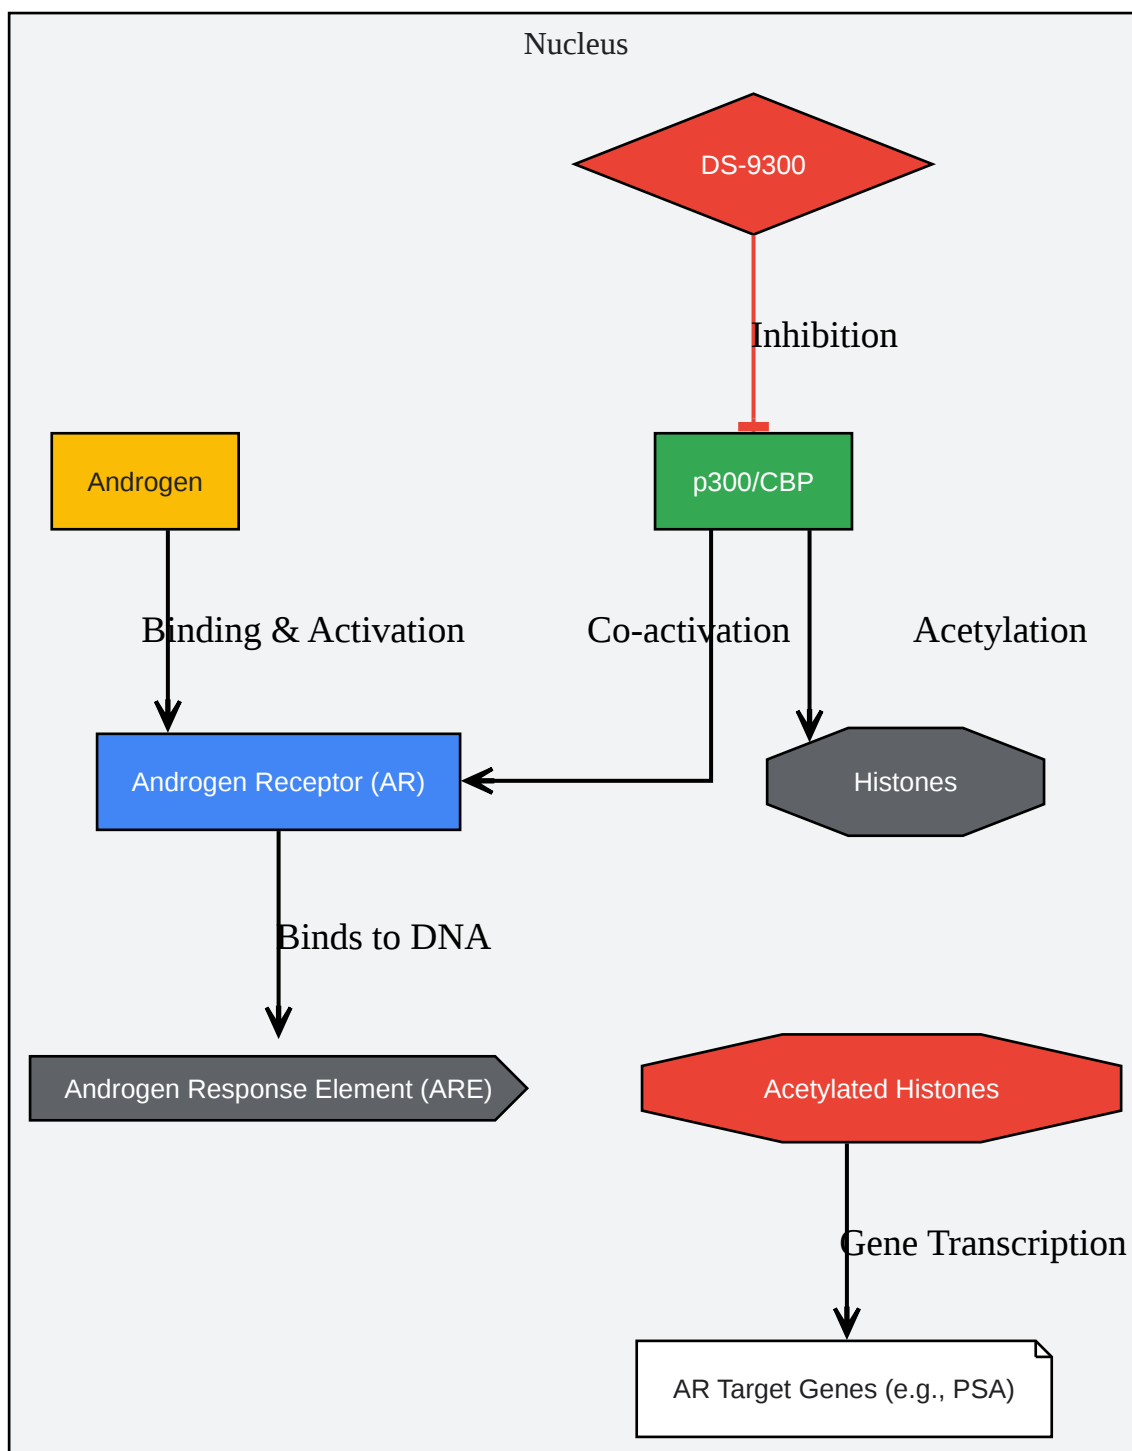 Nucleus
DS-9300
Inhibition
Androgen
p300/CBP
Binding & Activation
Co-activation
Acetylation
Androgen Receptor (AR)
Histones
Binds to DNA
Androgen Response Element (ARE)
Acetylated Histones
Gene Transcription
AR Target Genes (e.g., PSA)